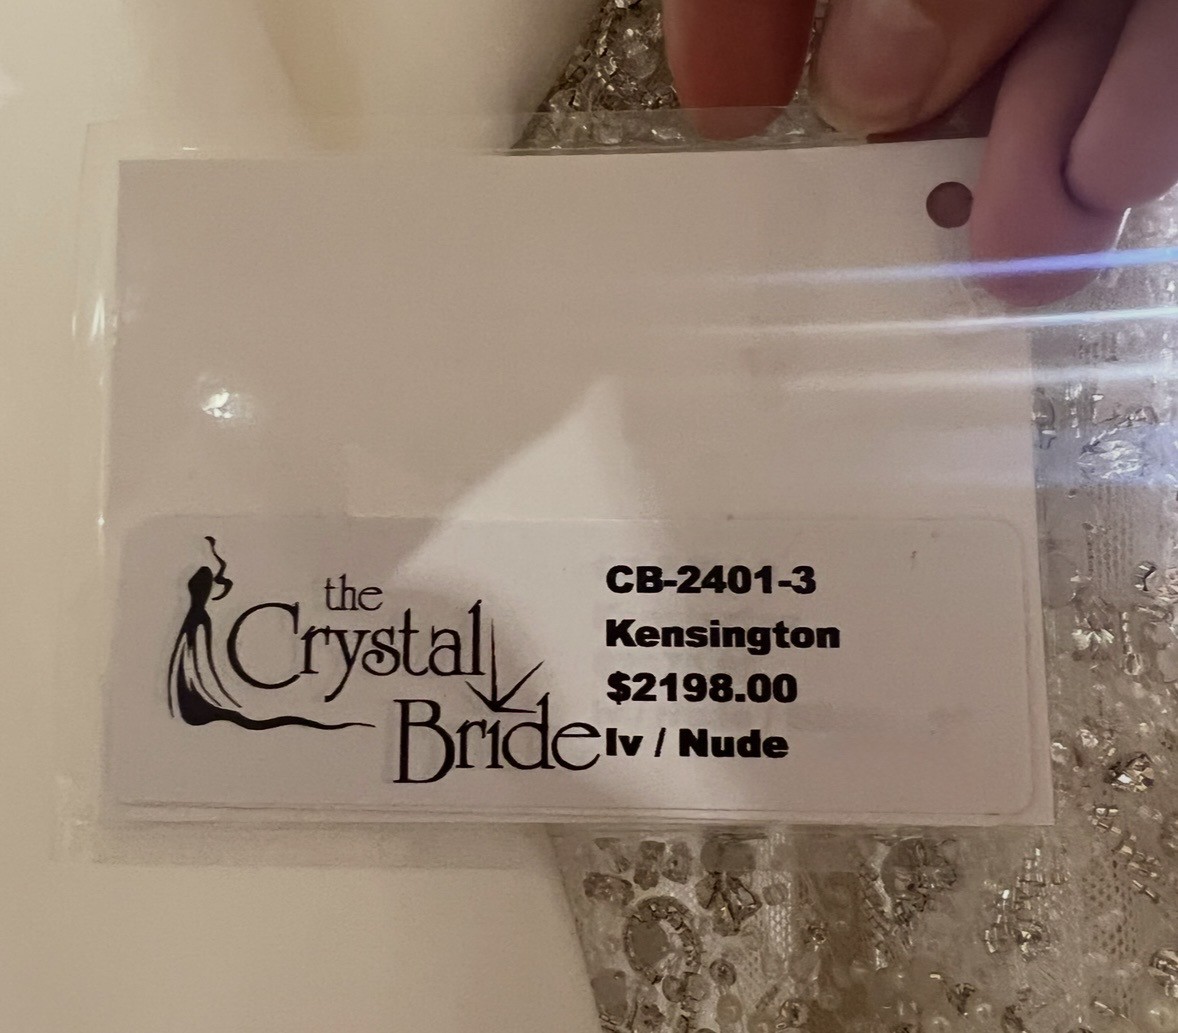 the
Crystal
Bride
CB-2401-3
Kensington
$2198.00
Iv / Nude